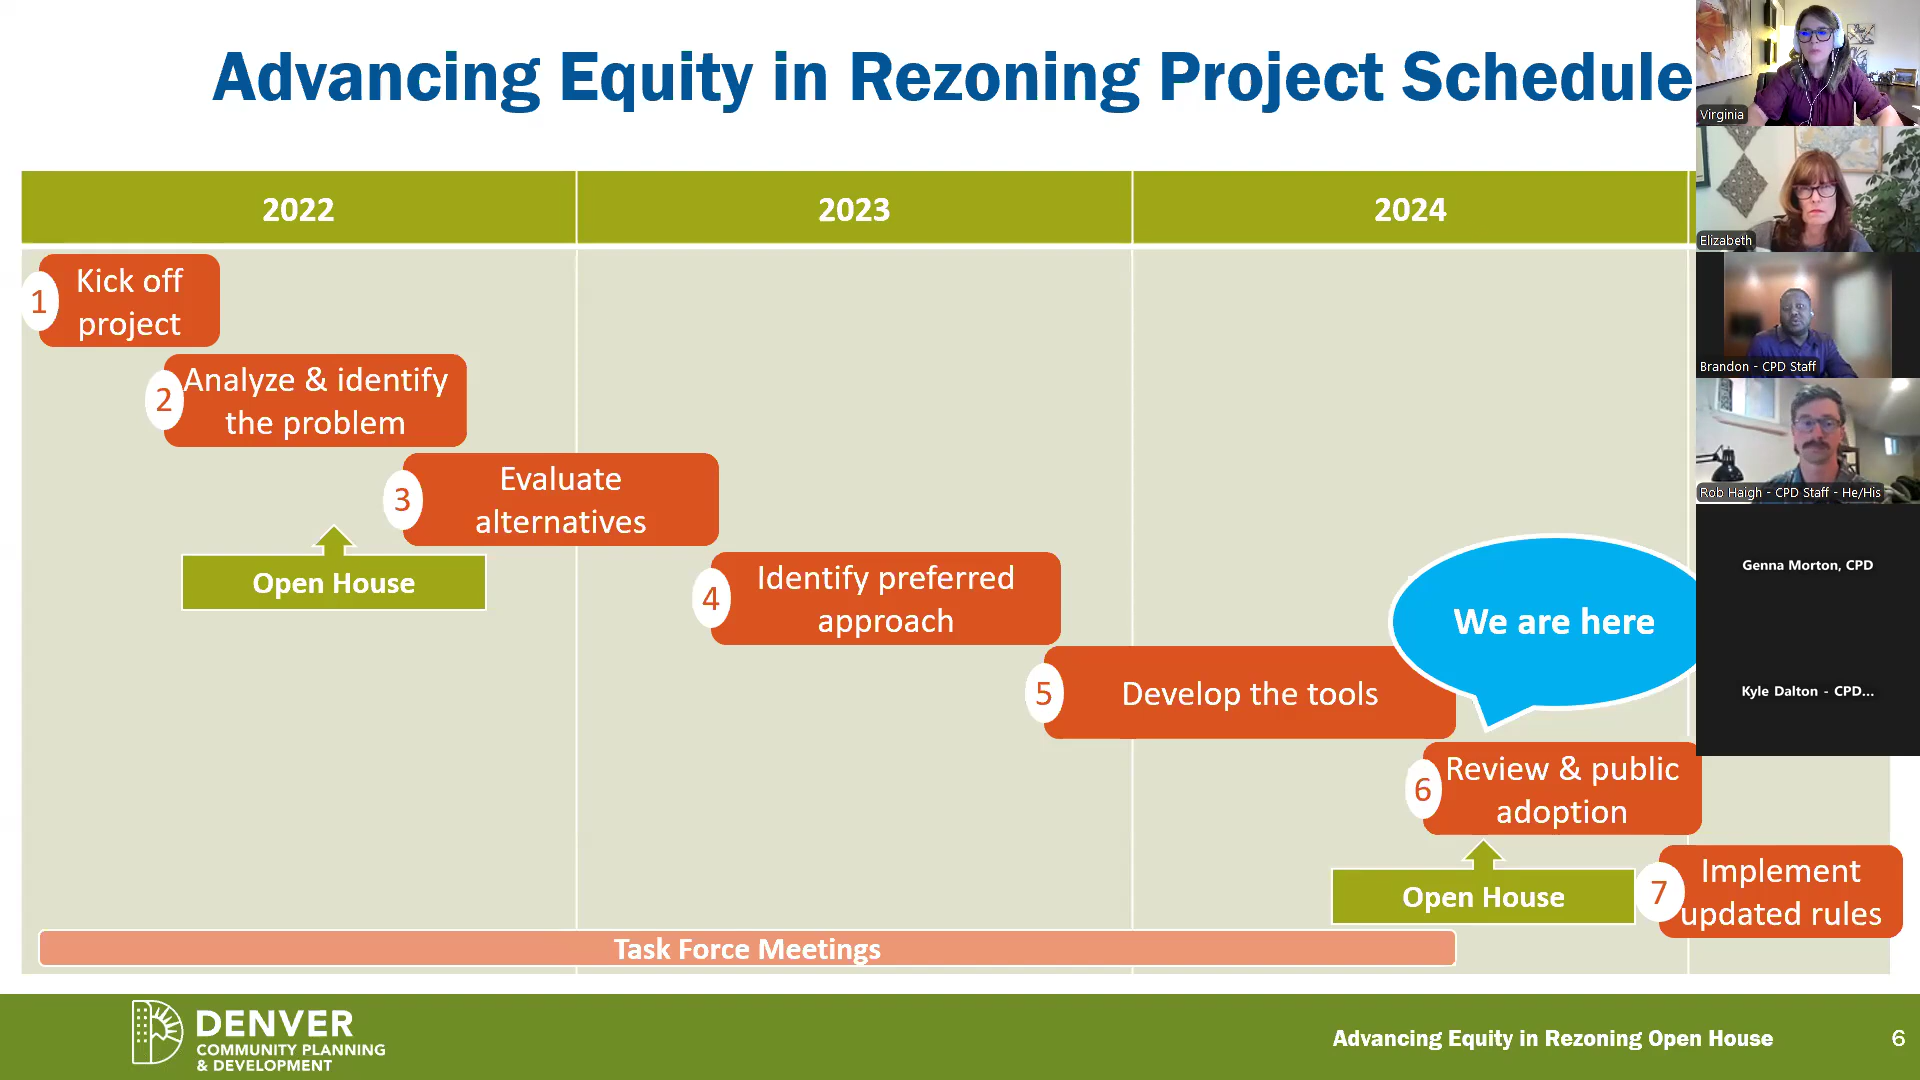 Advancing Equity in Rezoning Project Schedule
2022
2023
2024
1
Kick off
project
2
Analyze & identify
the problem
3
Evaluate
alternatives
Open House
4
Identify preferred
approach
5
Develop the tools
We are here
6
Review & public
adoption
Open House
7
Implement
updated rules
Task Force Meetings
Virginia
Elizabeth
Brandon - CPD Staff
Rob Haigh - CPD Staff - He/His
Genna Morton, CPD
Kyle Dalton - CPD...
DENVER
COMMUNITY PLANNING
& DEVELOPMENT
Advancing Equity in Rezoning Open House
6